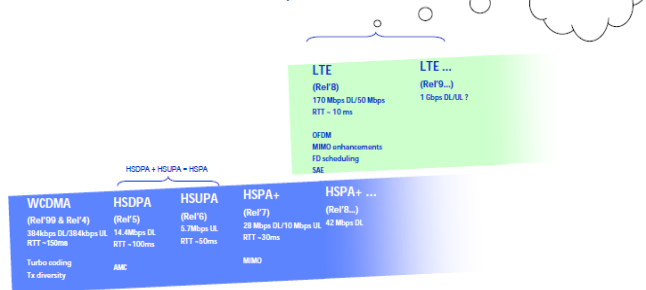 LTE
(Rel'8)
170 Mbps DL/50 Mbps
RTT ~ 10 ms
OFDM
MIMO enhancements
FD scheduling
SAE
LTE ...
(Rel'9...)
1 Gbps DL/UL ?
HSDPA + HSUPA = HSPA
WCDMA
(Rel'99 & Rel'4)
384kbps DL/384kbps UL
RTT ~150ms
Turbo coding
Tx diversity
HSDPA
(Rel'5)
14.4Mbps DL
RTT ~100ms
AMC
HSUPA
(Rel'6)
5.7Mbps UL
RTT ~50ms
HSPA+
(Rel'7)
28 Mbps DL/10 Mbps UL
RTT ~30ms
MIMO
HSPA+ ...
(Rel'8...)
42 Mbps DL